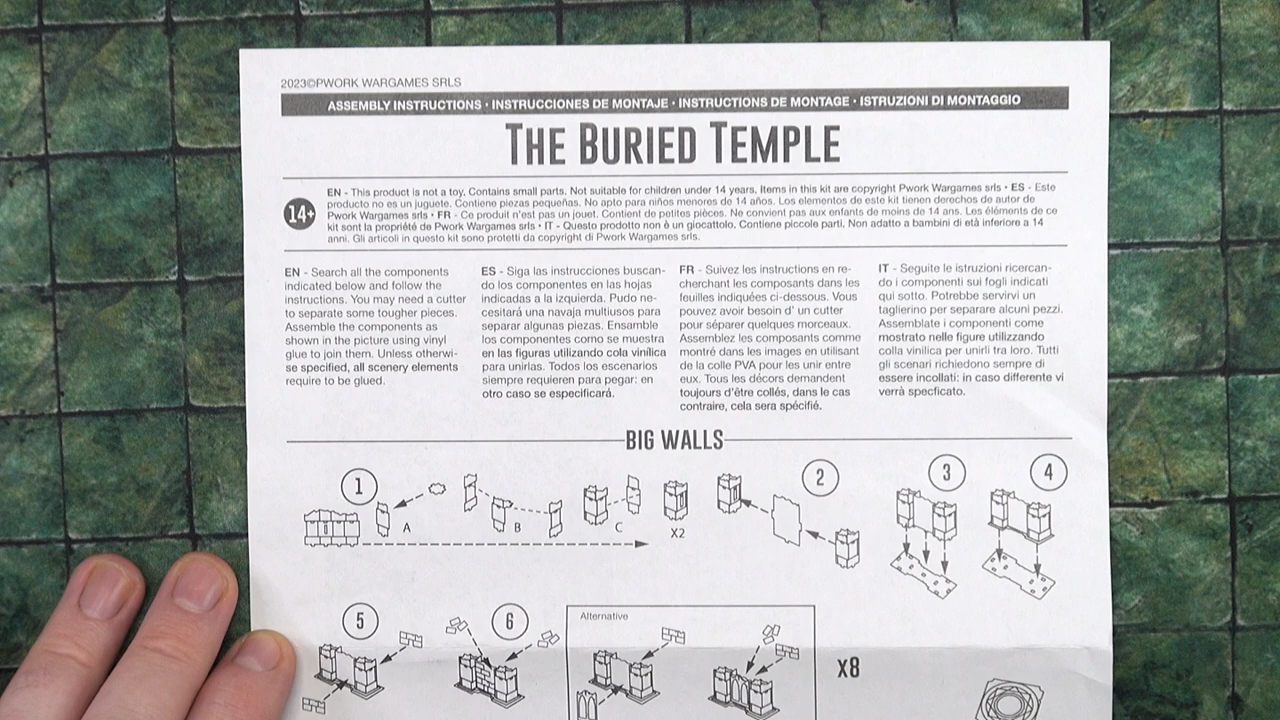 2023©PWORK WARGAMES SRLS
ASSEMBLY INSTRUCTIONS • INSTRUCCIONES DE MONTAJE • INSTRUCTIONS DE MONTAGE • ISTRUZIONI DI MONTAGGIO
THE BURIED TEMPLE
14+
EN - This product is not a toy. Contains small parts. Not suitable for children under 14 years. Items in this kit are copyright Pwork Wargames srls • ES - Este
producto no es un juguete. Contiene piezas pequeñas. No apto para niños menores de 14 años. Los elementos de este kit tienen derechos de autor de
Pwork Wargames srls • FR - Ce produit n'est pas un jouet. Contient de petites pièces. Ne convient pas aux enfants de moins de 14 ans. Les éléments de ce
kit sont la propriété de Pwork Wargames srls • IT - Questo prodotto non è un giocattolo. Contiene piccole parti. Non adatto a bambini di età inferiore a 14
anni. Gli articoli in questo kit sono protetti da copyright di Pwork Wargames srls.
EN - Search all the components
indicated below and follow the
instructions. You may need a cutter
to separate some tougher pieces.
Assemble the components as
shown in the picture using vinyl
glue to join them. Unless otherwi-
se specified, all scenery elements
require to be glued.
ES - Siga las instrucciones buscan-
do los componentes en las hojas
indicadas a la izquierda. Pudo ne-
cesitará una navaja multiusos para
separar algunas piezas. Ensamble
los componentes como se muestra
en las figuras utilizando cola vinílica
para unirlas. Todos los escenarios
siempre requieren para pegar: en
otro caso se especificará.
FR - Suivez les instructions en re-
cherchant les composants dans les
feuilles indiquées ci-dessous. Vous
pouvez avoir besoin d' un cutter
pour séparer quelques morceaux.
Assemblez les composants comme
montré dans les images en utilisant
de la colle PVA pour les unir entre
eux. Tous les décors demandent
toujours d'être collés, dans le cas
contraire, cela sera spécifié.
IT - Seguite le istruzioni ricercan-
do i componenti sui fogli indicati
qui sotto. Potrebbe servirvi un
taglierino per separare alcuni pezzi.
Assemblate i componenti come
mostrato nelle figure utilizzando
colla vinilica per unirli tra loro. Tutti
gli scenari richiedono sempre di
essere incollati: in caso differente vi
verrà specficato.
BIG WALLS
1
A
B
C
X2
2
3
4
5
6
Alternative
X8